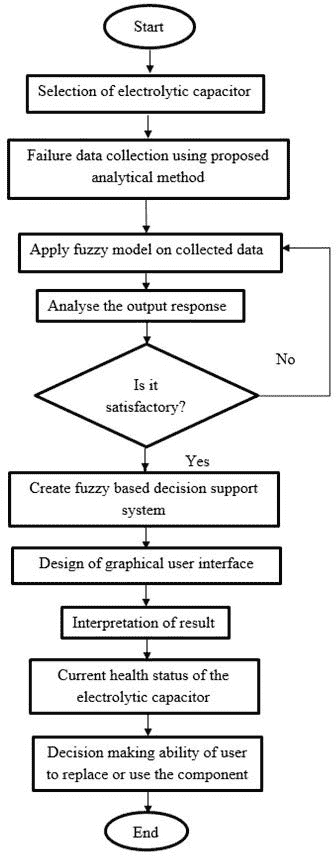 Start
Selection of electrolytic capacitor
Failure data collection using proposed
analytical method
Apply fuzzy model on collected data
Analyse the output response
No
Is it
satisfactory?
Yes
Create fuzzy based decision support
system
Design of graphical user interface
Interpretation of result
Current health status of the
electrolytic capacitor
Decision making ability of user
to replace or use the component
End